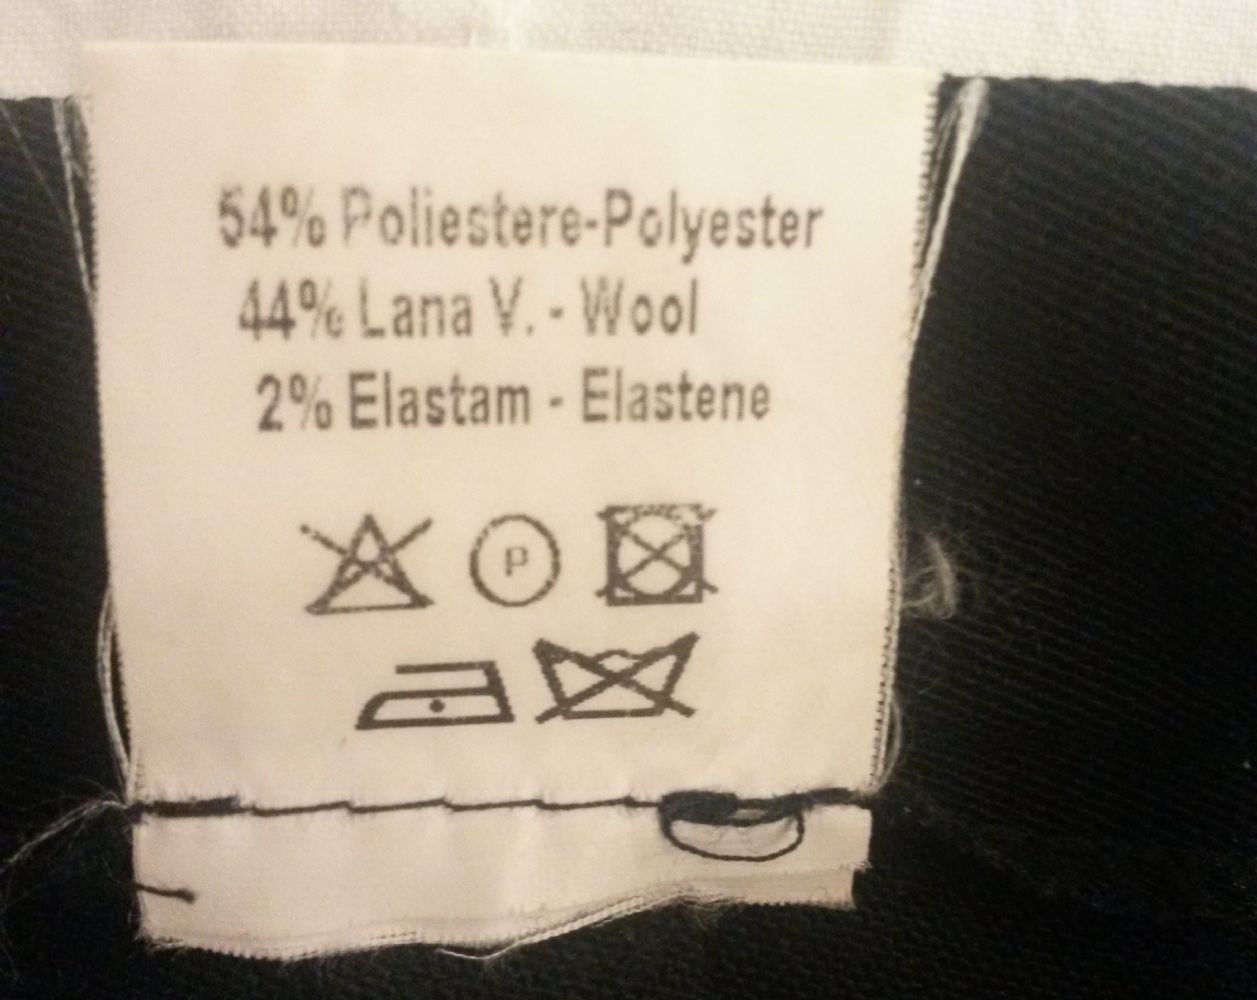 54% Poliestere-Polyester
44% Lana V. - Wool
2% Elastam - Elastene
P